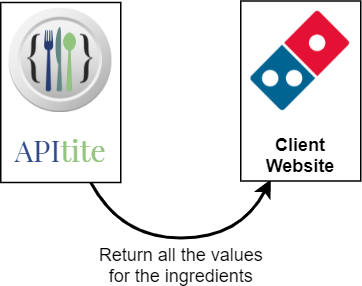 APItite
Client
Website
Return all the values
for the ingredients